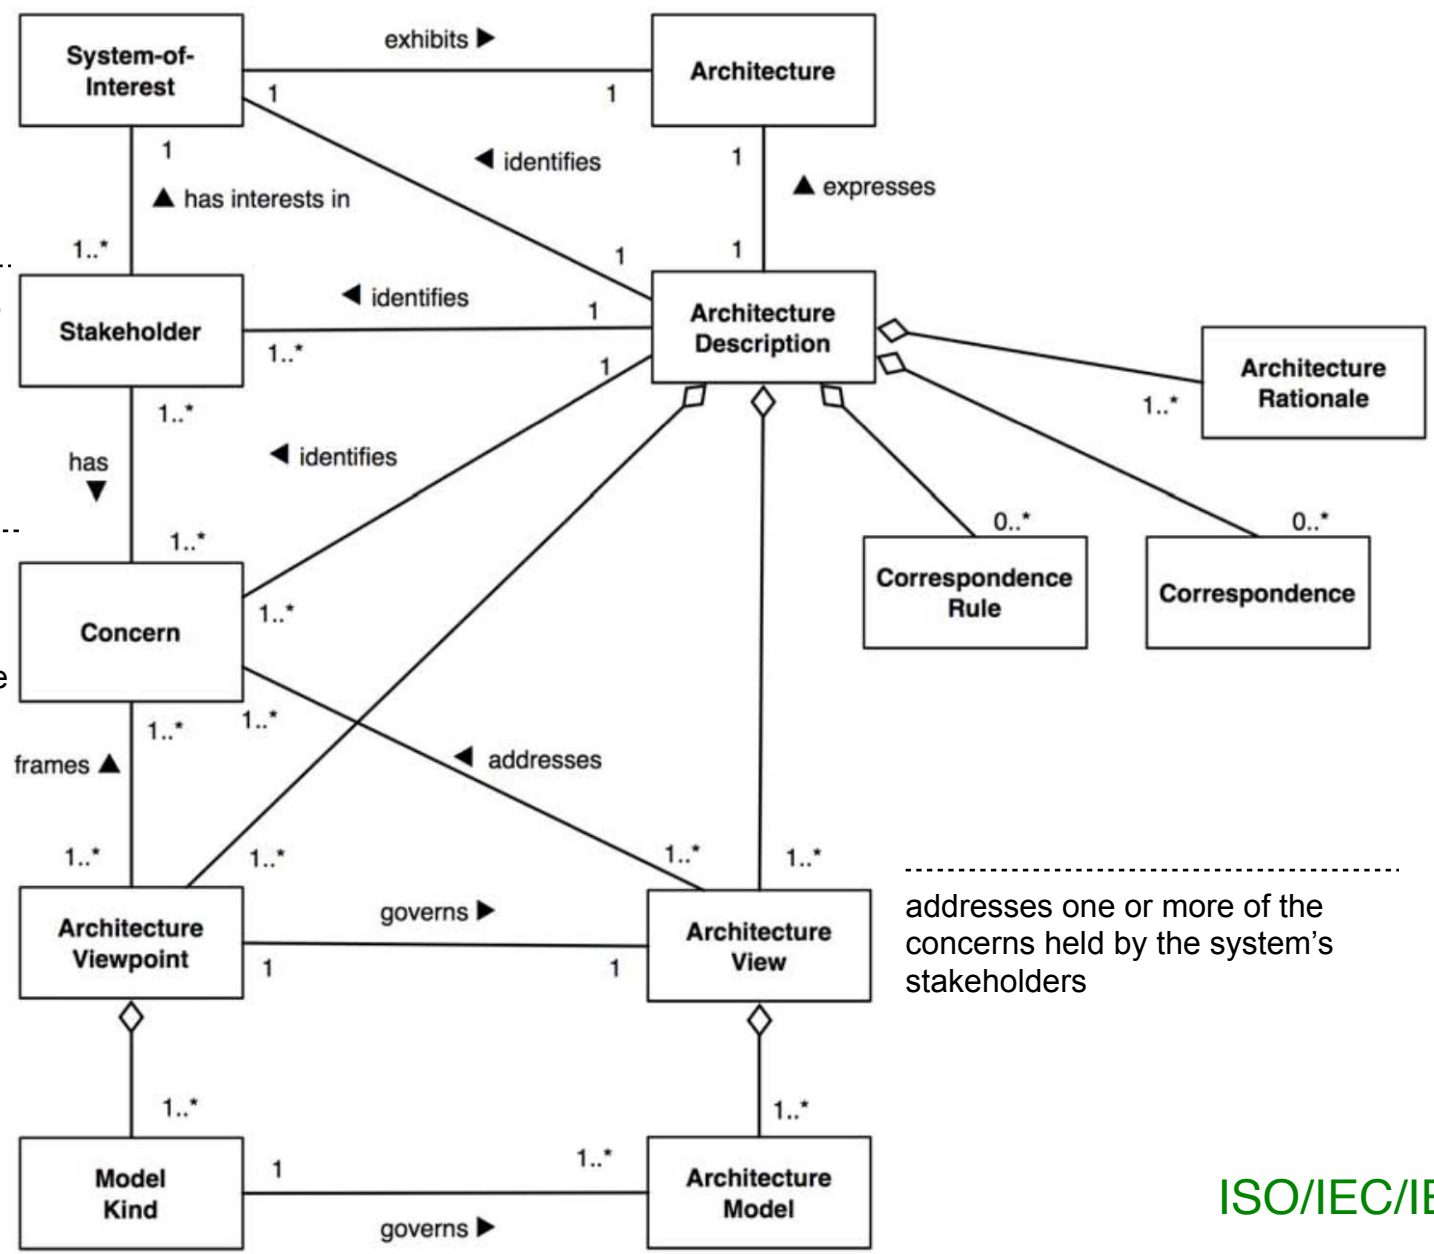 System-of-
Interest
exhibits ▶
Architecture
1
1
1
◀ identifies
1
▲ expresses
▲ has interests in
1..*
1
1
Stakeholder
◀ identifies
1
1..*
Architecture
Description
1
Architecture
Rationale
1..*
1..*
has
▼
◀ identifies
1..*
0..*
0..*
Correspondence
Rule
Correspondence
1..*
Concern
e
1..*
1..*
frames ▲
◀ addresses
1..*
1..*
1..*
1..*
Architecture
Viewpoint
governs ▶
1
1
Architecture
View
addresses one or more of the
concerns held by the system’s
stakeholders
1..*
1..*
Model
Kind
1
1..*
governs ▶
Architecture
Model
ISO/IEC/IE